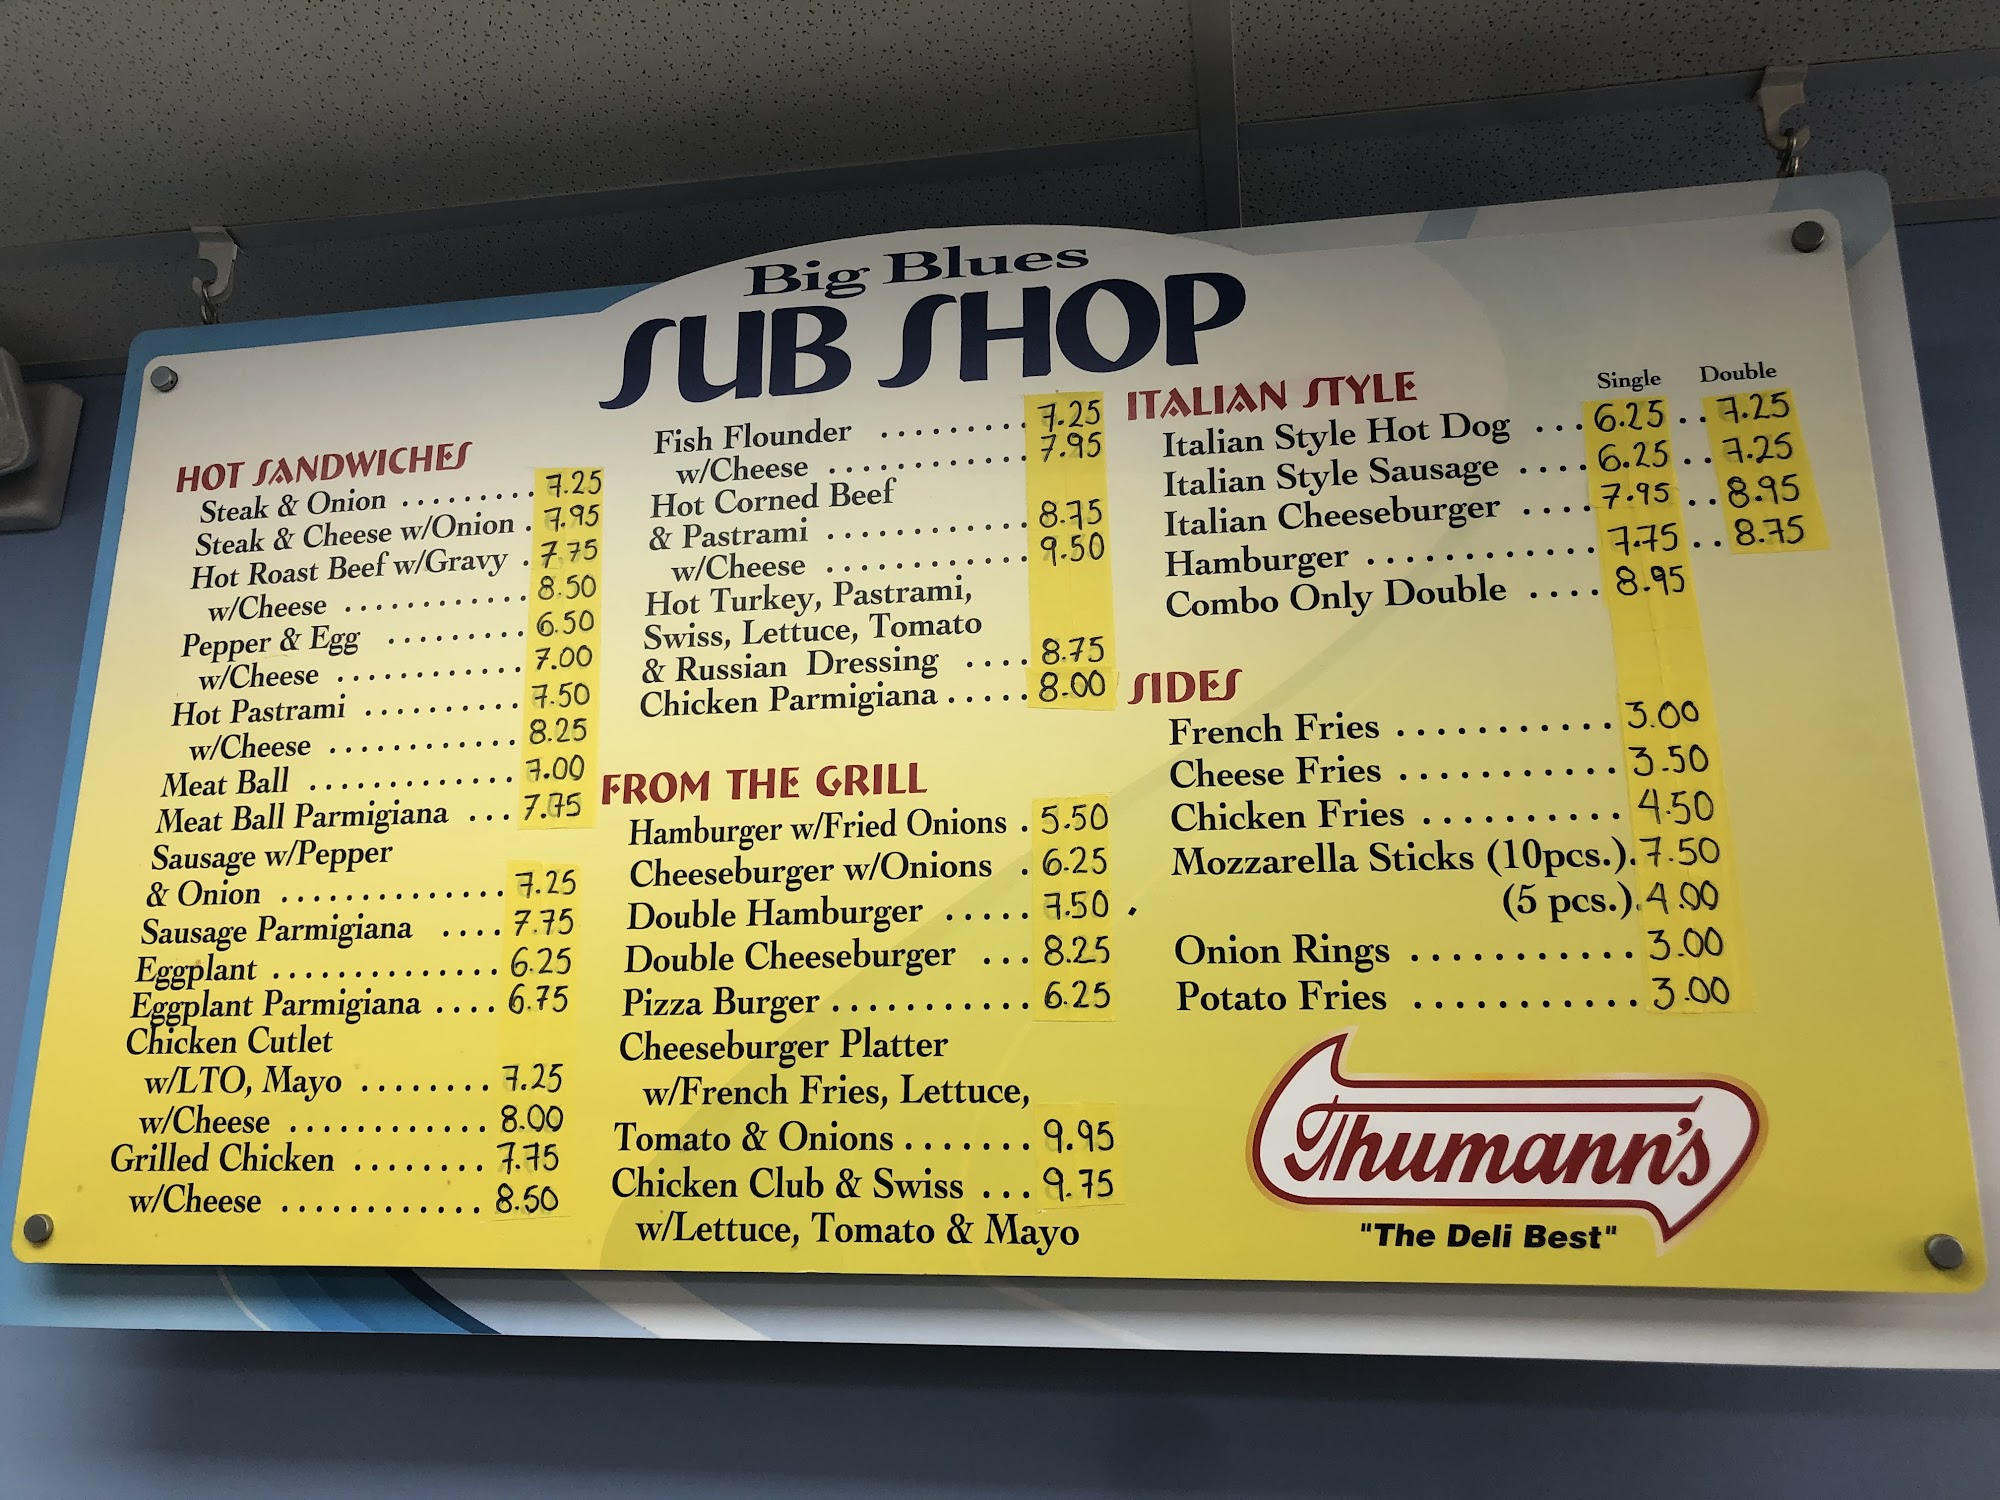 Big Blues
SUB SHOP
HOT SANDWICHES
Steak & Onion ......... 7.25
Steak & Cheese w/Onion . 7.95
Hot Roast Beef w/Gravy . 7.75
w/Cheese ............ 8.50
Pepper & Egg ......... 6.50
w/Cheese ............ 7.00
Hot Pastrami .......... 7.50
w/Cheese ............ 8.25
Meat Ball ............. 7.00
Meat Ball Parmigiana ... 7.75
Sausage w/Pepper
& Onion .............. 7.25
Sausage Parmigiana .... 7.75
Eggplant .............. 6.25
Eggplant Parmigiana .... 6.75
Chicken Cutlet
w/LTO, Mayo ........ 7.25
w/Cheese ............ 8.00
Grilled Chicken ........ 7.75
w/Cheese ............ 8.50
Fish Flounder ......... 7.25
w/Cheese ............ 7.95
Hot Corned Beef
& Pastrami ............ 8.75
w/Cheese ............ 9.50
Hot Turkey, Pastrami,
Swiss, Lettuce, Tomato
& Russian Dressing .... 8.75
Chicken Parmigiana ..... 8.00
FROM THE GRILL
Hamburger w/Fried Onions . 5.50
Cheeseburger w/Onions . 6.25
Double Hamburger ..... 7.50
Double Cheeseburger ... 8.25
Pizza Burger ........... 6.25
Cheeseburger Platter
w/French Fries, Lettuce,
Tomato & Onions ....... 9.95
Chicken Club & Swiss ... 9.75
w/Lettuce, Tomato & Mayo
ITALIAN STYLE
Single Double
Italian Style Hot Dog ... 6.25 .. 7.25
Italian Style Sausage .... 6.25 .. 7.25
Italian Cheeseburger .... 7.95 .. 8.95
Hamburger ............. 7.75 .. 8.75
Combo Only Double .... 8.95
SIDES
French Fries ........... 3.00
Cheese Fries ........... 3.50
Chicken Fries .......... 4.50
Mozzarella Sticks (10pcs.). 7.50
(5 pcs.). 4.00
Onion Rings ........... 3.00
Potato Fries ........... 3.00
Thumann's
"The Deli Best"